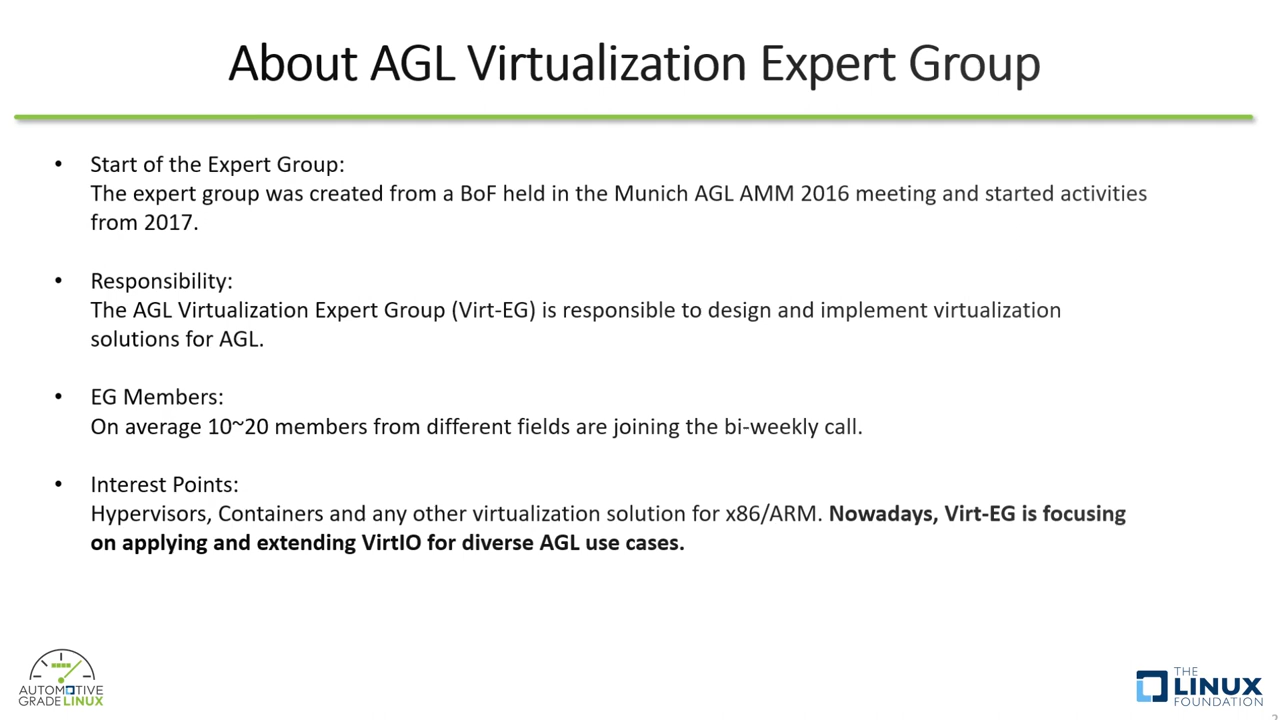 About AGL Virtualization Expert Group
• Start of the Expert Group:
The expert group was created from a BoF held in the Munich AGL AMM 2016 meeting and started activities
from 2017.
• Responsibility:
The AGL Virtualization Expert Group (Virt-EG) is responsible to design and implement virtualization
solutions for AGL.
• EG Members:
On average 10~20 members from different fields are joining the bi-weekly call.
• Interest Points:
Hypervisors, Containers and any other virtualization solution for x86/ARM. Nowadays, Virt-EG is focusing
on applying and extending VirtIO for diverse AGL use cases.
AUTOMOTIVE
GRADE LINUX
THE
LINUX
FOUNDATION